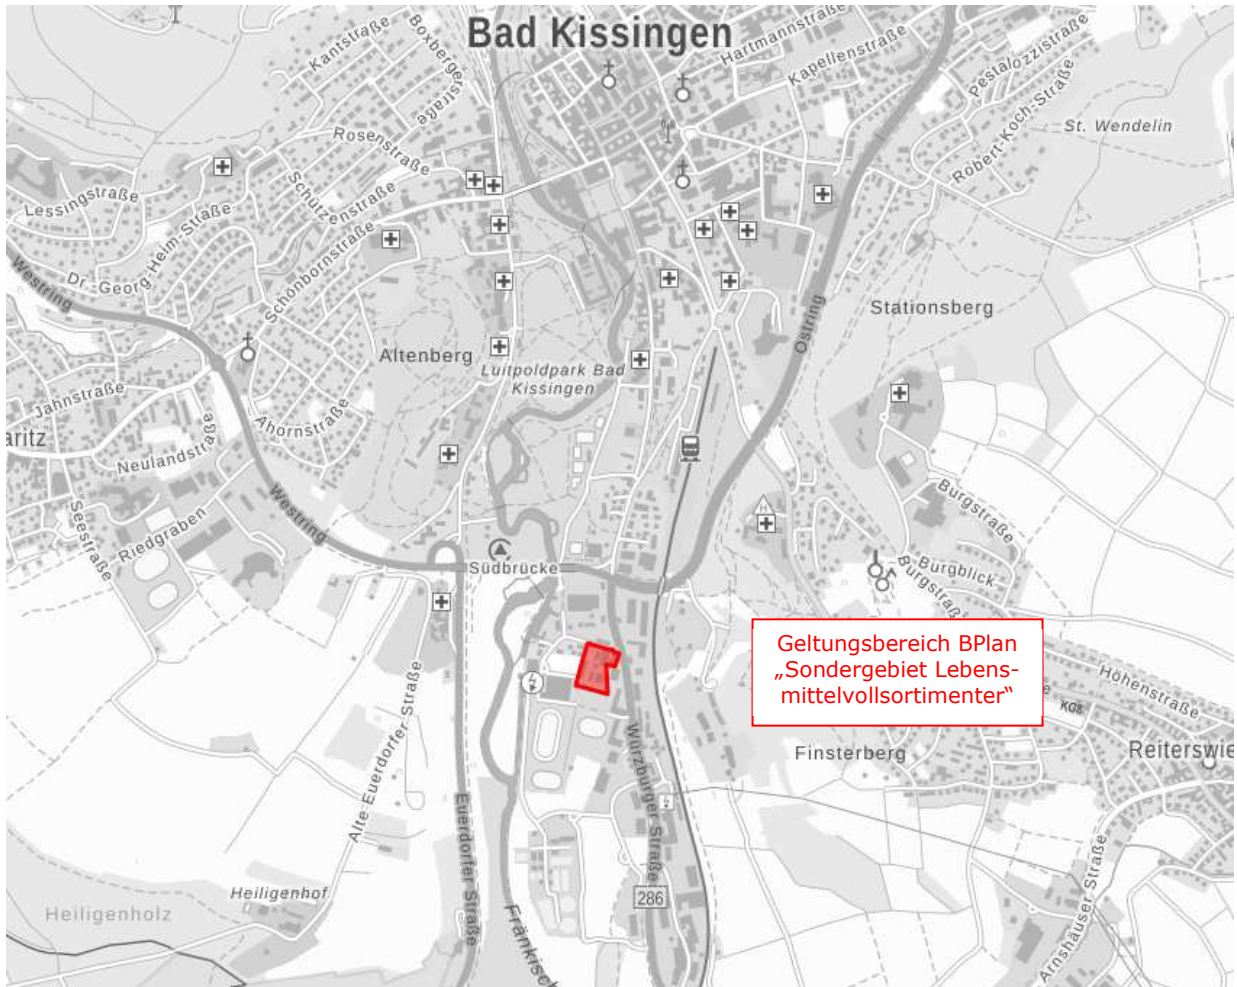 Bad Kissingen
Kantstraße
Boxbergerstraße
Hartmannstraße
Kapellenstraße
Pestalozzistraße
Robert-Koch-Straße
St. Wendelin
Rosenstraße
Lessingstraße
Schützenstraße
Dr.-Georg-Heim-Straße
Schönbornstraße
Westring
Ostring
Stationsberg
Altenberg
Luitpoldpark Bad
Kissingen
Jahnstraße
Ahornstraße
aritz
Neulandstraße
Westring
Seestraße
Riedgraben
Südbrücke
Burgstraße
Burgblick
Burgstraß
H
Geltungsbereich BPlan
„Sondergebiet Lebens-
mittelvollsortimenter“
Höhenstraße
KG8
Finsterberg
Reiterswie
Alte Euerdorfer Straße
Euerdorfer Straße
Würzburger Straße
286
Fränkisch
Heiligenhof
Heiligenholz
Arnshäuser Straße